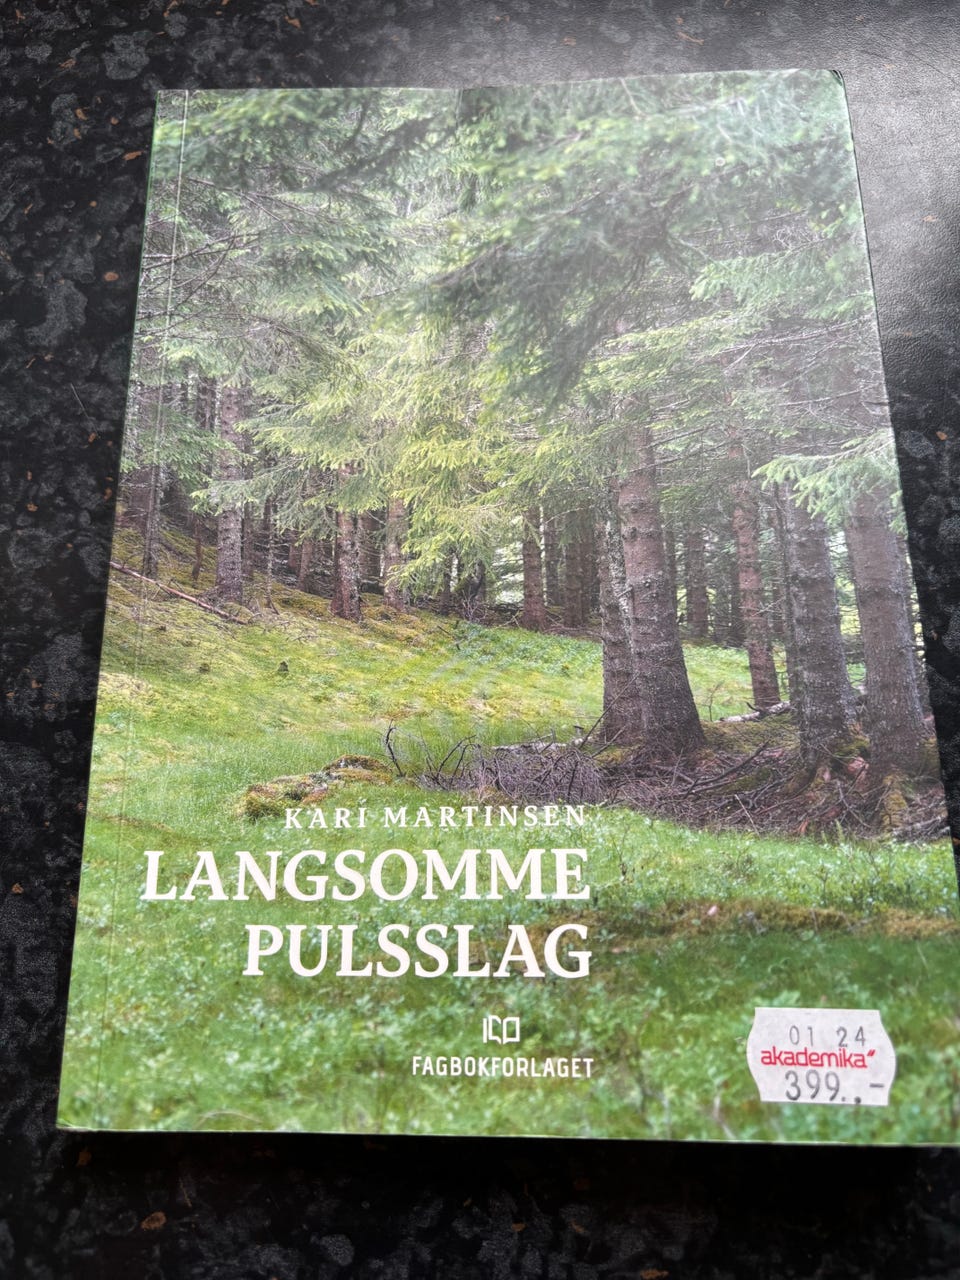 KARI MARTINSEN
LANGSOMME
PULSSLAG
FAGBOKFORLAGET
01 24
akademika"
399.,-